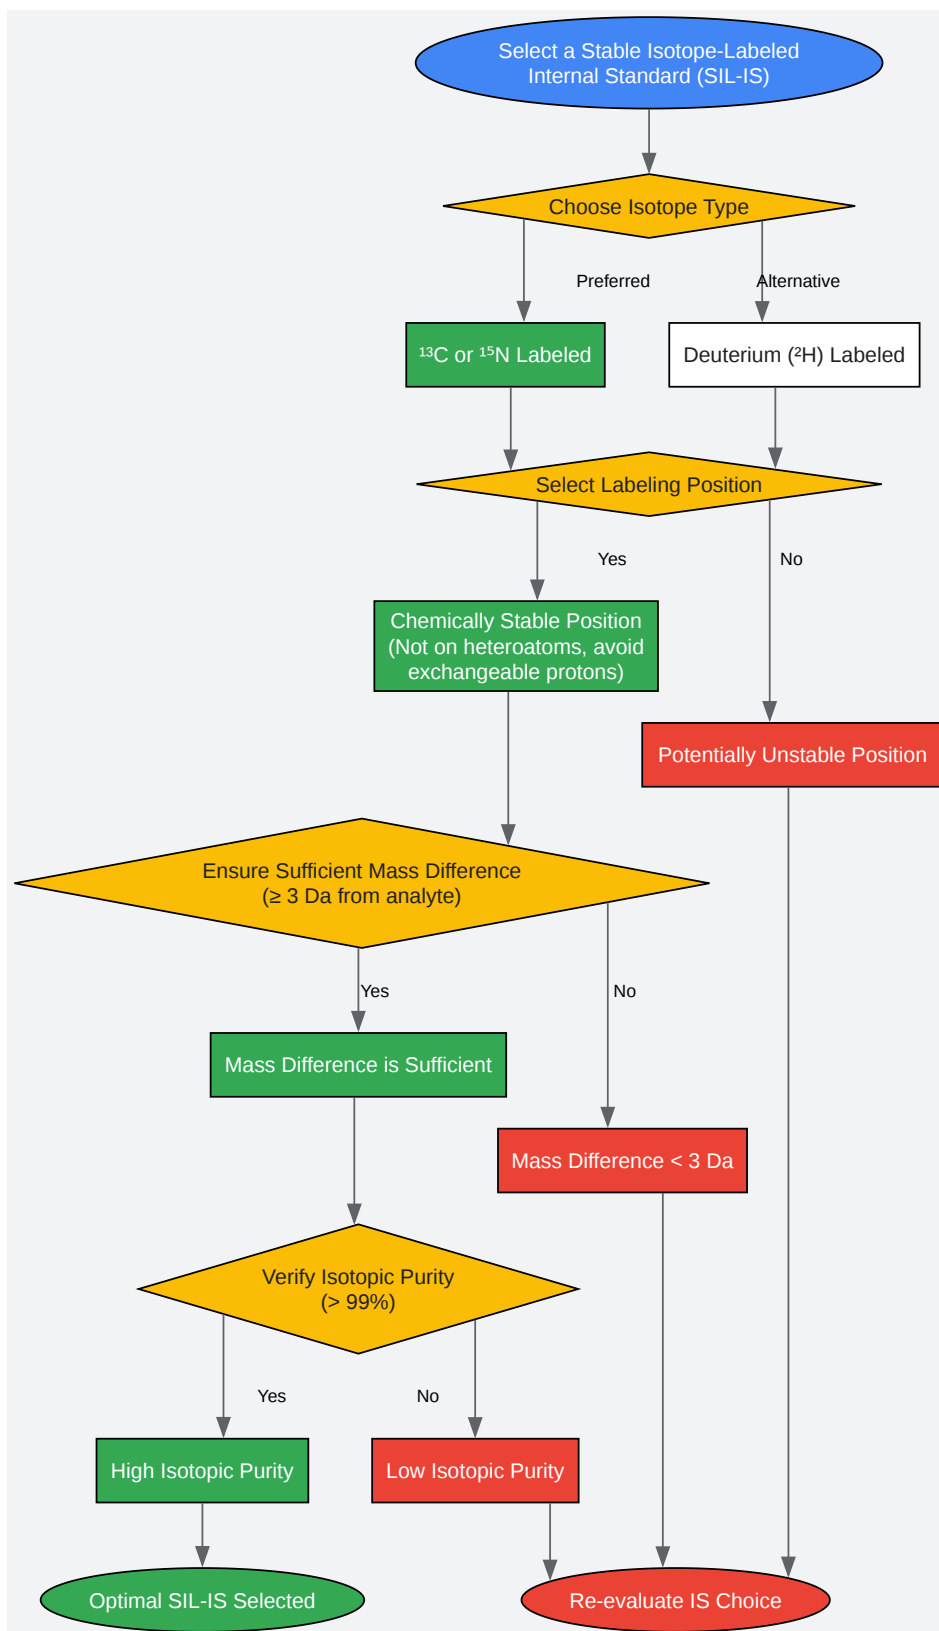 Select a Stable Isotope-Labeled
Internal Standard (SIL-IS)
Choose Isotope Type
Preferred
Alternative
¹³C or ¹⁵N Labeled
Deuterium (²H) Labeled
Select Labeling Position
Yes
No
Chemically Stable Position
(Not on heteroatoms, avoid
exchangeable protons)
Potentially Unstable Position
Ensure Sufficient Mass Difference
(≥ 3 Da from analyte)
Yes
No
Mass Difference is Sufficient
Mass Difference < 3 Da
Verify Isotopic Purity
(> 99%)
Yes
No
High Isotopic Purity
Low Isotopic Purity
Optimal SIL-IS Selected
Re-evaluate IS Choice